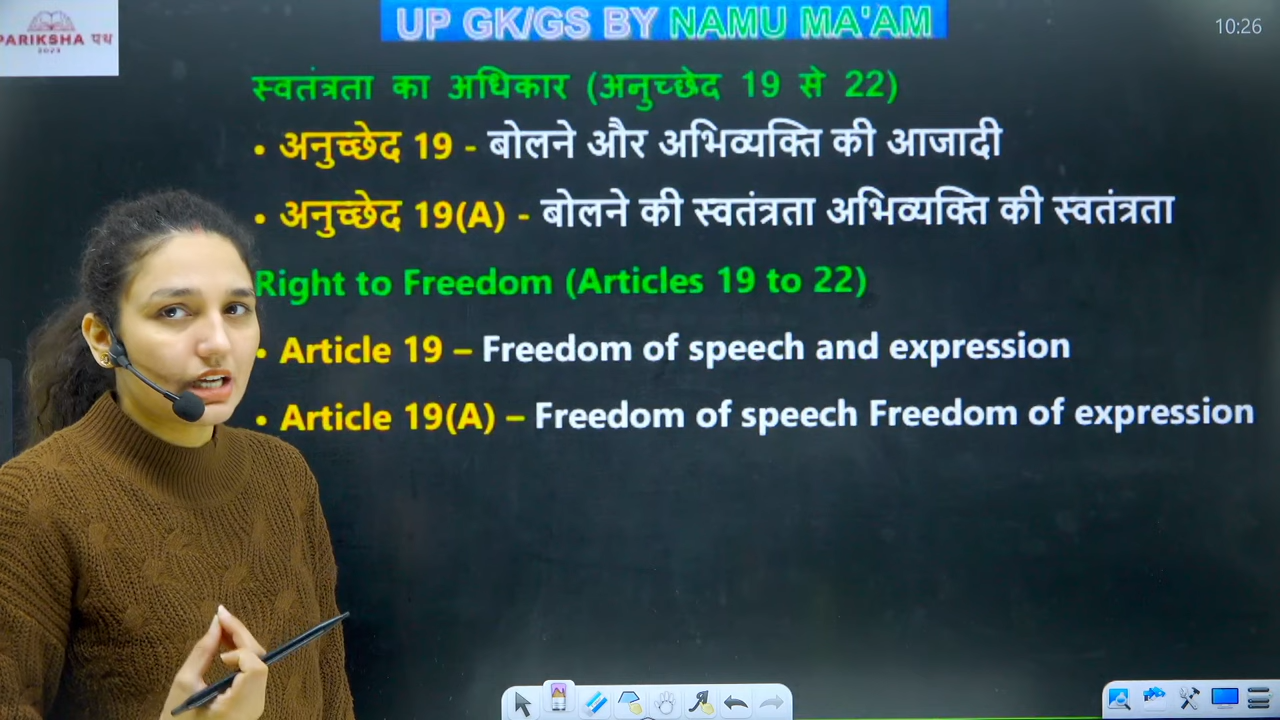 UP GK/GS BY NAMU MA'AM
10:26
PARIKSHA पथ
2023
स्वतंत्रता का अधिकार (अनुच्छेद 19 से 22)
• अनुच्छेद 19 - बोलने और अभिव्यक्ति की आजादी
• अनुच्छेद 19(A) - बोलने की स्वतंत्रता अभिव्यक्ति की स्वतंत्रता
Right to Freedom (Articles 19 to 22)
• Article 19 – Freedom of speech and expression
• Article 19(A) – Freedom of speech Freedom of expression